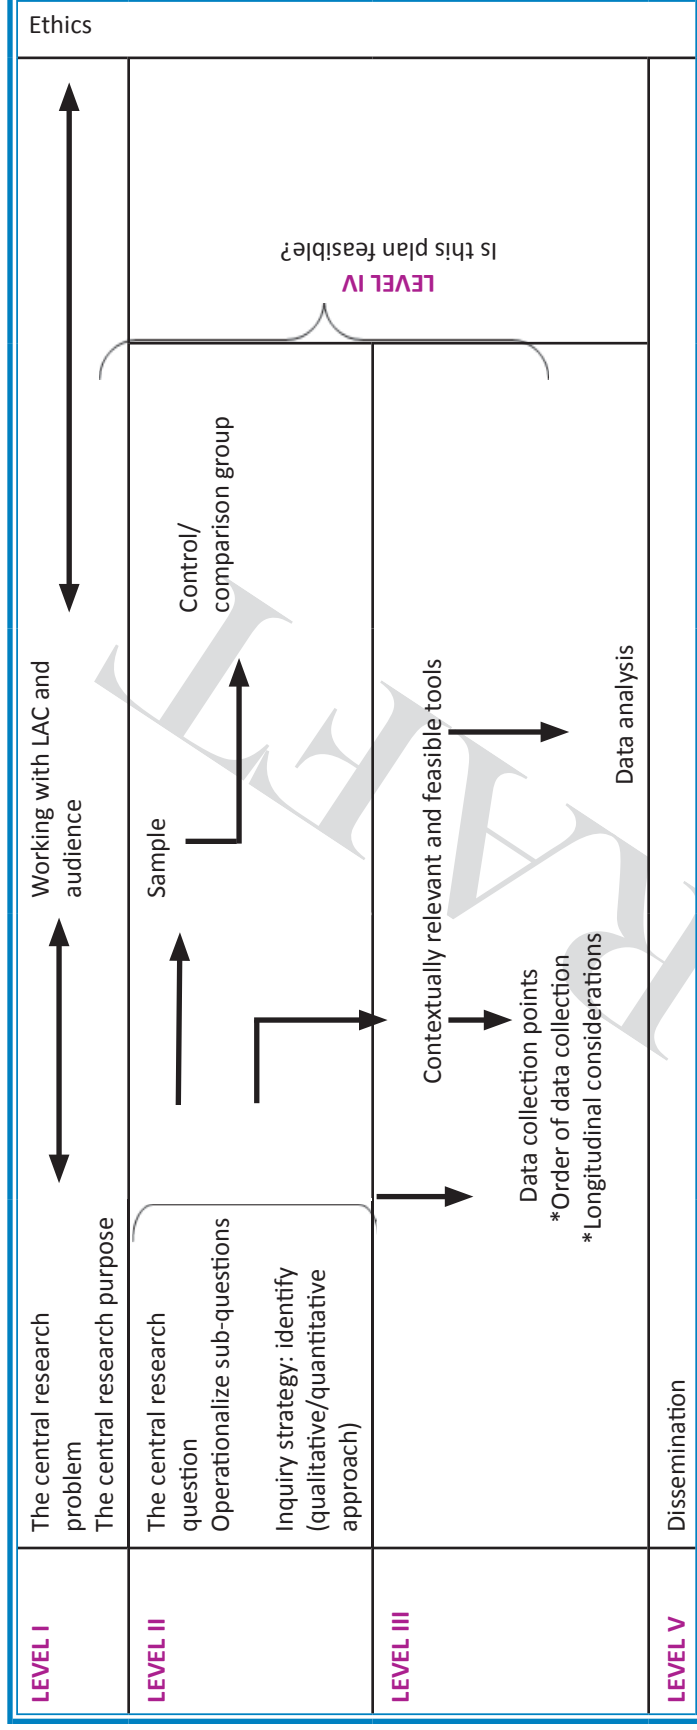 LEVEL I
The central research
problem
The central research purpose
Working with LAC and
audience
Ethics
LEVEL II
The central research
question
Operationalize sub-questions
Inquiry strategy: identify
(qualitative/quantitative
approach)
Sample
Control/
comparison group
LEVEL III
Contextually relevant and feasible tools
Data collection points
*Order of data collection
*Longitudinal considerations
Data analysis
LEVEL IV
Is this plan feasible?
LEVEL V
Dissemination
RAFT